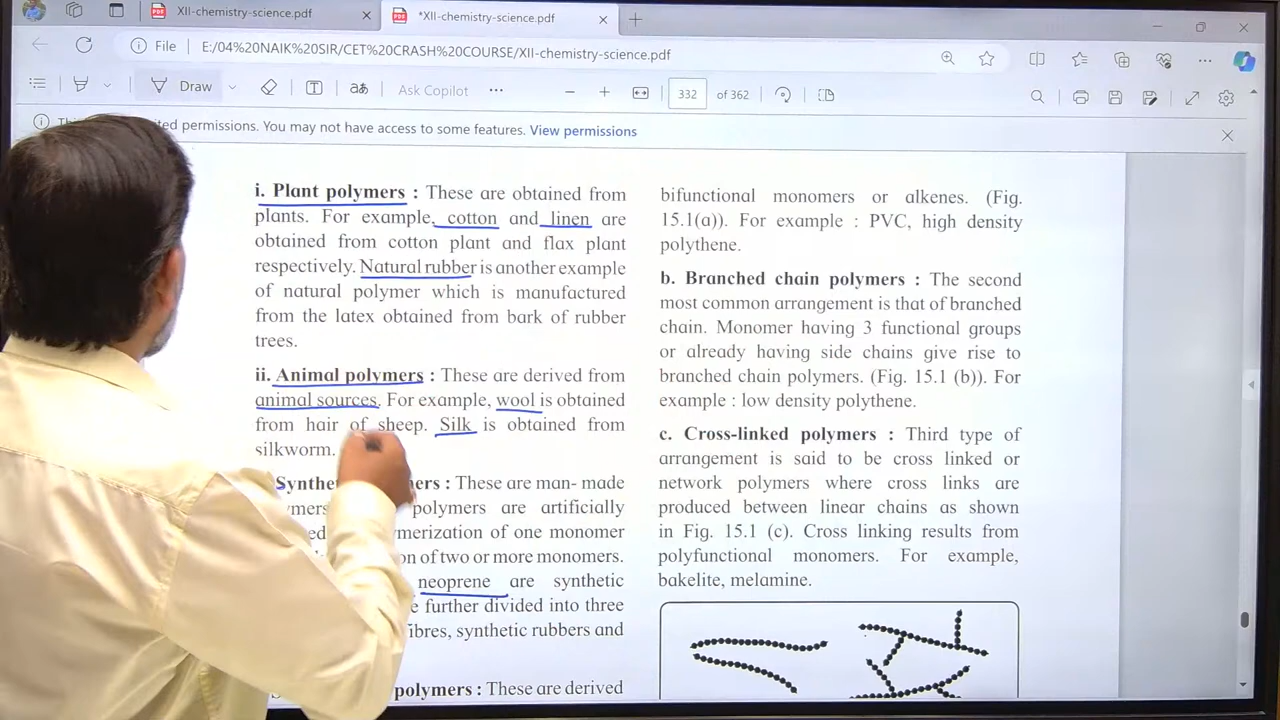 XII-chemistry-science.pdf
*XII-chemistry-science.pdf
File
E:/04%20NAIK%20SIR/CET%20CRASH%20COURSE/XII-chemistry-science.pdf
Draw
Ask Copilot
332
of 362
permissions. You may not have access to some features. View permissions
i. Plant polymers : These are obtained from
plants. For example, cotton and linen are
obtained from cotton plant and flax plant
respectively. Natural rubber is another example
of natural polymer which is manufactured
from the latex obtained from bark of rubber
trees.
ii. Animal polymers : These are derived from
animal sources. For example, wool is obtained
from hair of sheep. Silk is obtained from
silkworm.
: These are man- made
polymers are artificially
of one monomer
of two or more monomers.
neoprene are synthetic
further divided into three
synthetic rubbers and
polymers : These are derived
bifunctional monomers or alkenes. (Fig.
15.1(a)). For example : PVC, high density
polythene.
b. Branched chain polymers : The second
most common arrangement is that of branched
chain. Monomer having 3 functional groups
or already having side chains give rise to
branched chain polymers. (Fig. 15.1 (b)). For
example : low density polythene.
c. Cross-linked polymers : Third type of
arrangement is said to be cross linked or
network polymers where cross links are
produced between linear chains as shown
in Fig. 15.1 (c). Cross linking results from
polyfunctional monomers. For example,
bakelite, melamine.